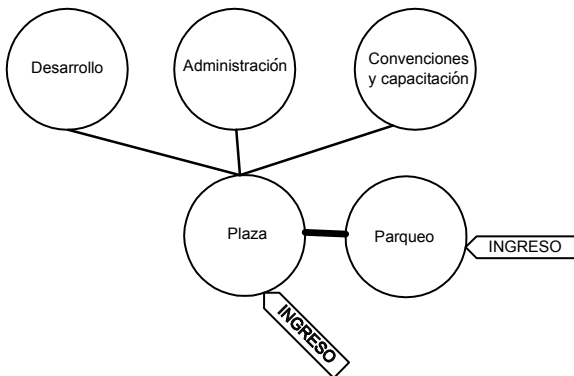 Desarrollo
Administración
Convenciones
y capacitación
Plaza
Parqueo
INGRESO
INGRESO